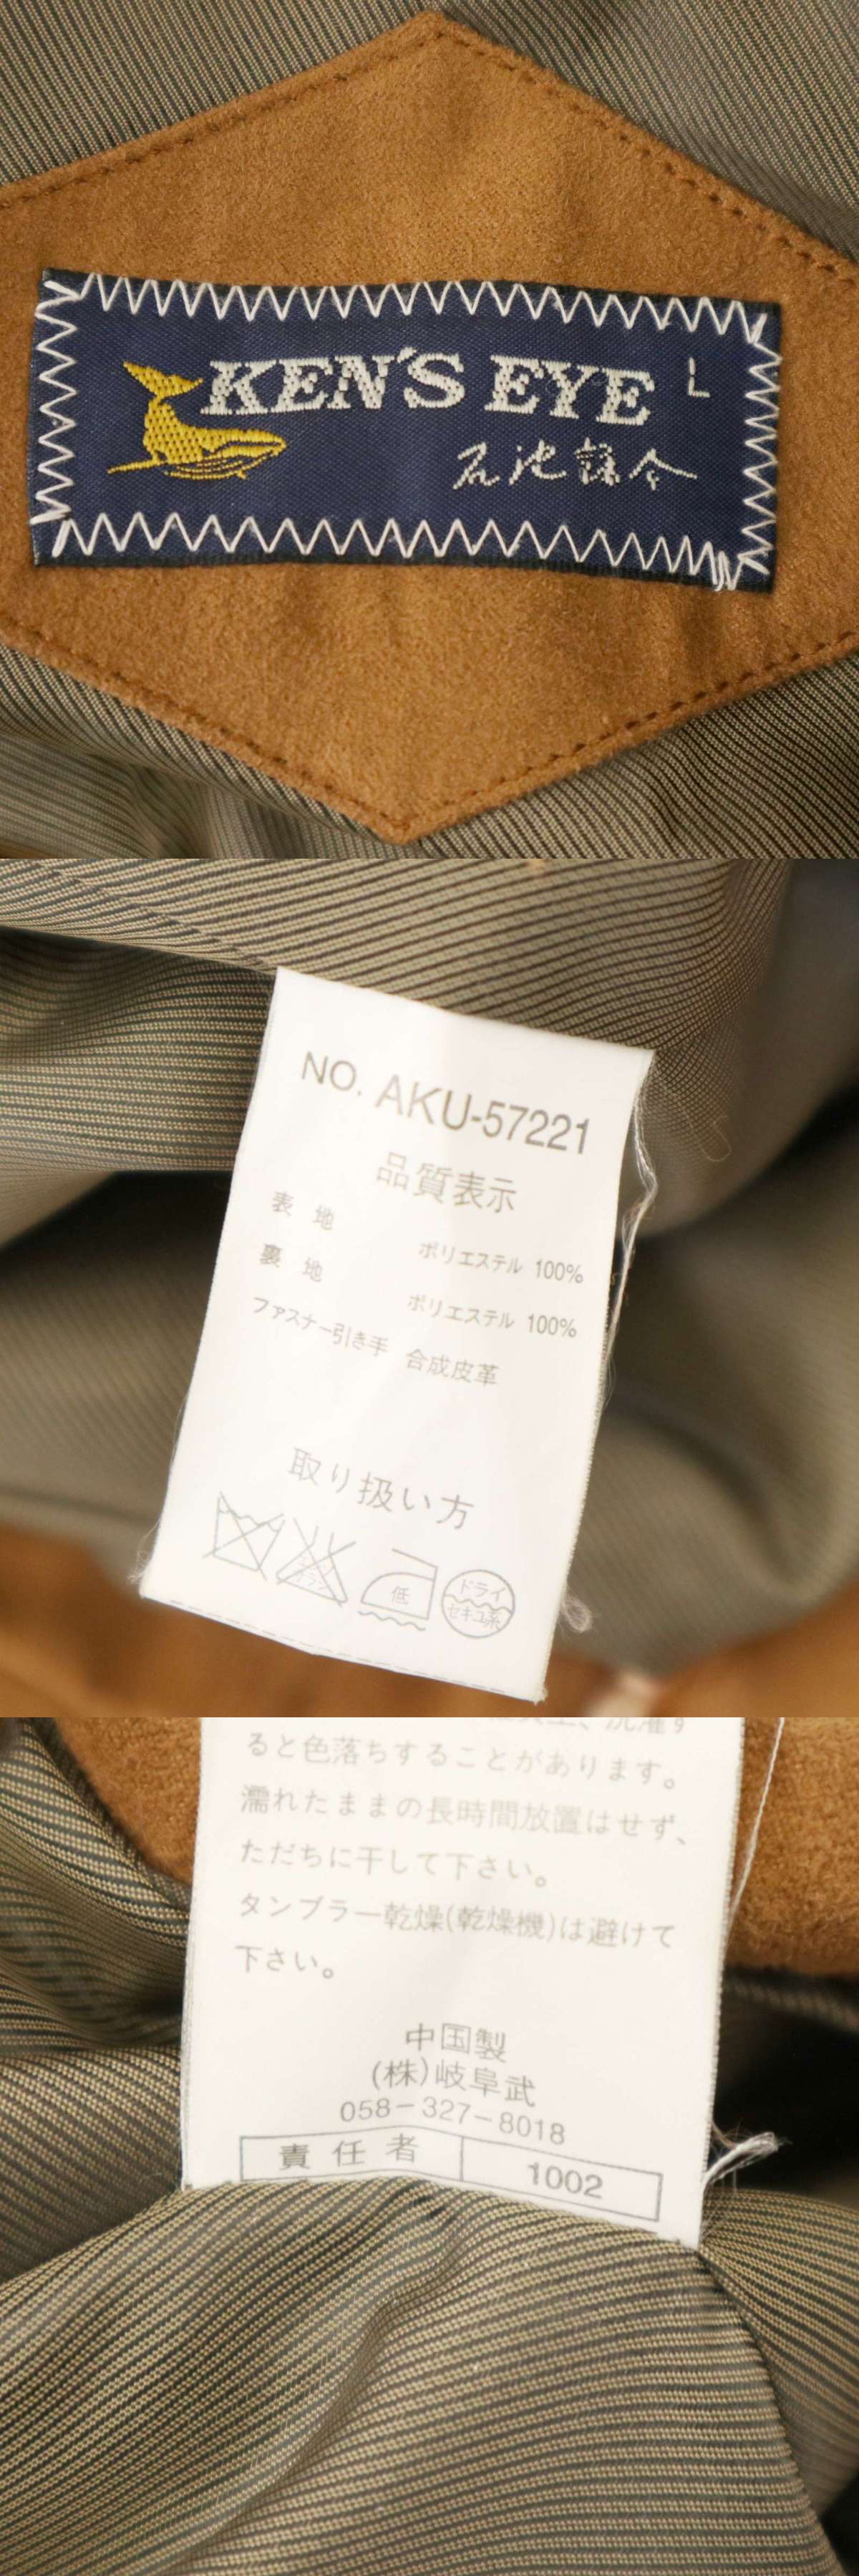 KEN'S EYE L
NO. AKU-57221
品質表示
表 地 ポリエステル 100%
裏 地 ポリエステル 100%
ファスナー引き手 合成皮革
取り扱い方
低
ドライ
セキユ系
、洗濯す
ると色落ちすることがあります。
濡れたままの長時間放置はせず、
ただちに干して下さい。
タンブラー乾燥(乾燥機)は避けて
下さい。
中国製
(株)岐阜武
058-327-8018
責任者 1002